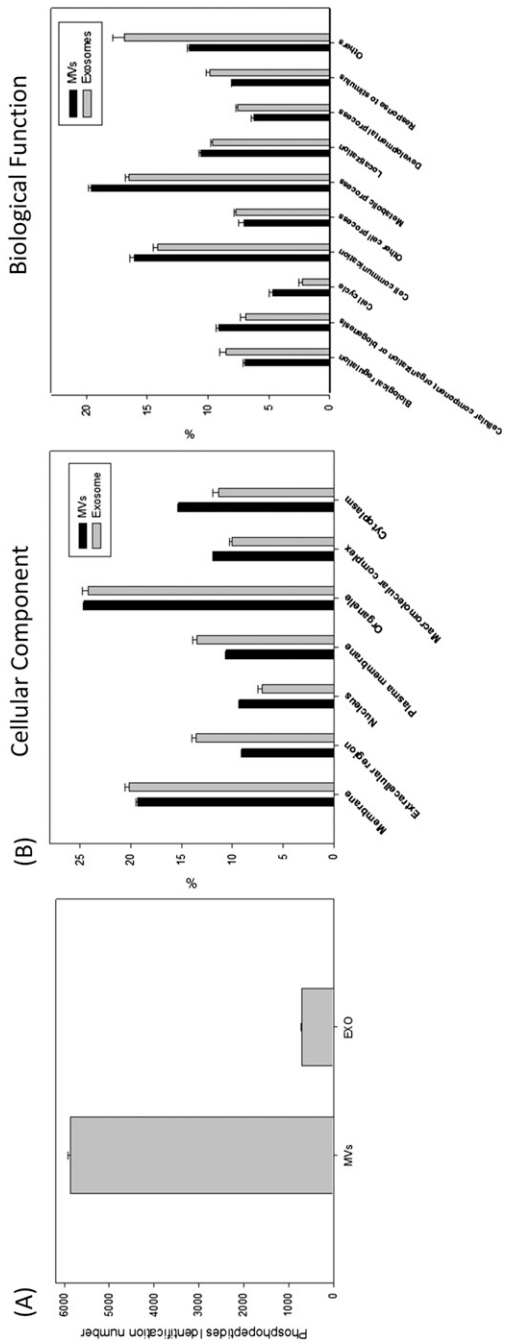 (A)
Phosphopeptides Identification number
6000
5000
4000
3000
2000
1000
0
MVs
EXO
(B)
Cellular Component
%
25
20
15
10
5
0
MVs
Exosome
Membrane
Extracellular region
Nucleus
Plasma membrane
Organelle
Macromolecular complex
Cytoplasm
Biological Function
%
20
15
10
5
0
MVs
Exosomes
Biological regulation
Cellular component organization or biogenesis
Cell cycle
Cell communication
Other cell process
Metabolic process
Localization
Developmental process
Response to stimulus
Others